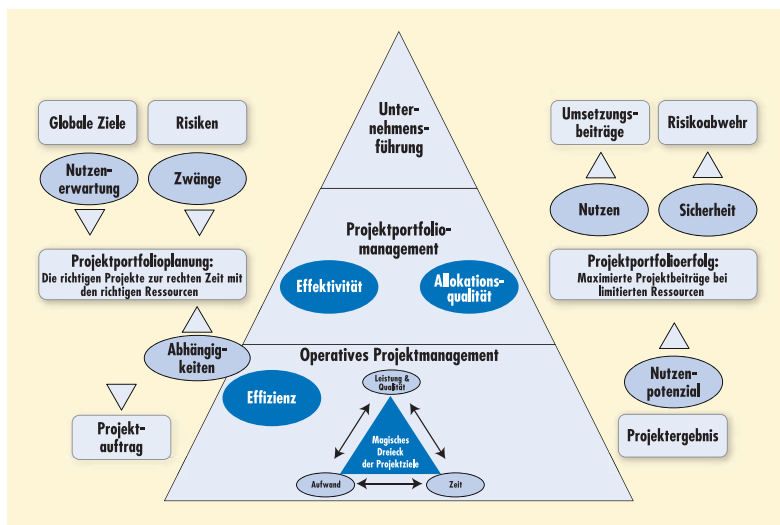 Unter-
nehmens-
führung
Globale Ziele
Risiken
Nutzen-
erwartung
Zwänge
Projektportfolioplanung:
Die richtigen Projekte zur rechten Zeit mit
den richtigen Ressourcen
Abhängig-
keiten
Projekt-
auftrag
Projektportfolio-
management
Effektivität
Allokations-
qualität
Operatives Projektmanagement
Effizienz
Leistung &
Qualität
Magisches
Dreieck
der Projektziele
Aufwand
Zeit
Umsetzungs-
beiträge
Risikoabwehr
Nutzen
Sicherheit
Projektportfolioerfolg:
Maximierte Projektbeiträge bei
limitierten Ressourcen
Nutzen-
potenzial
Projektergebnis